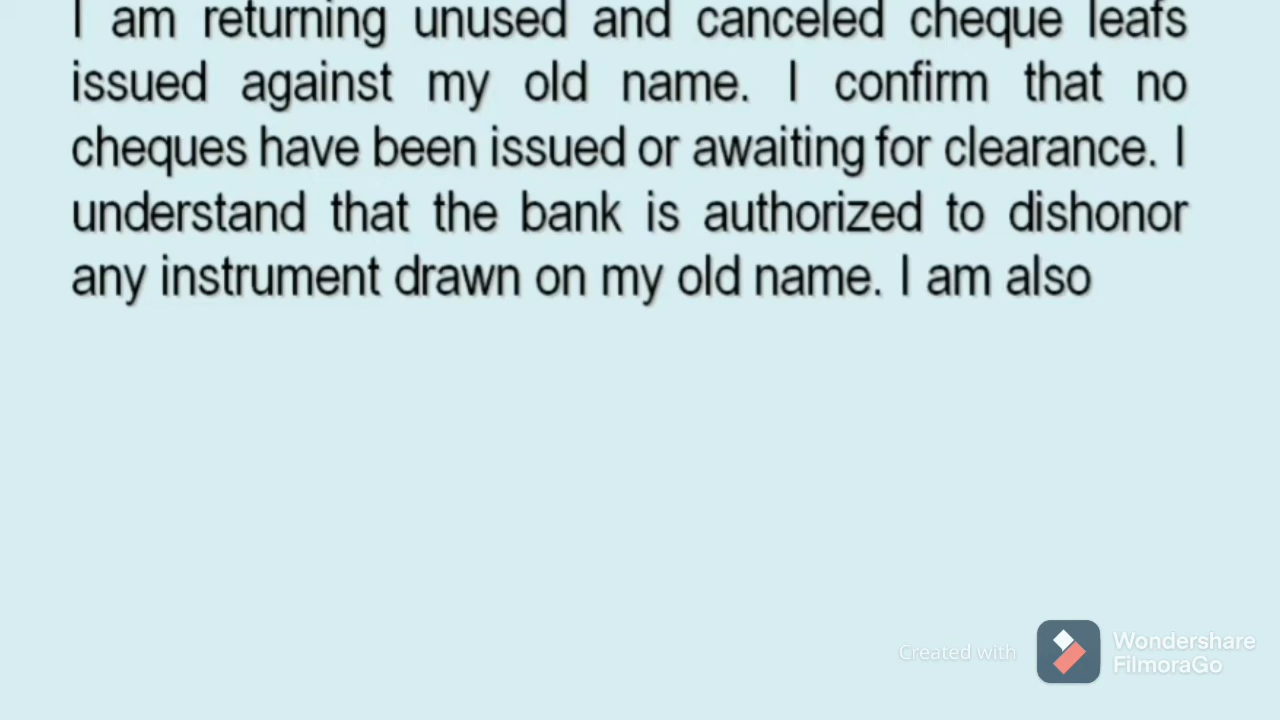 I am returning unused and canceled cheque leafs
issued against my old name. I confirm that no
cheques have been issued or awaiting for clearance. I
understand that the bank is authorized to dishonor
any instrument drawn on my old name. I am also
Created with
Wondershare
FilmoraGo